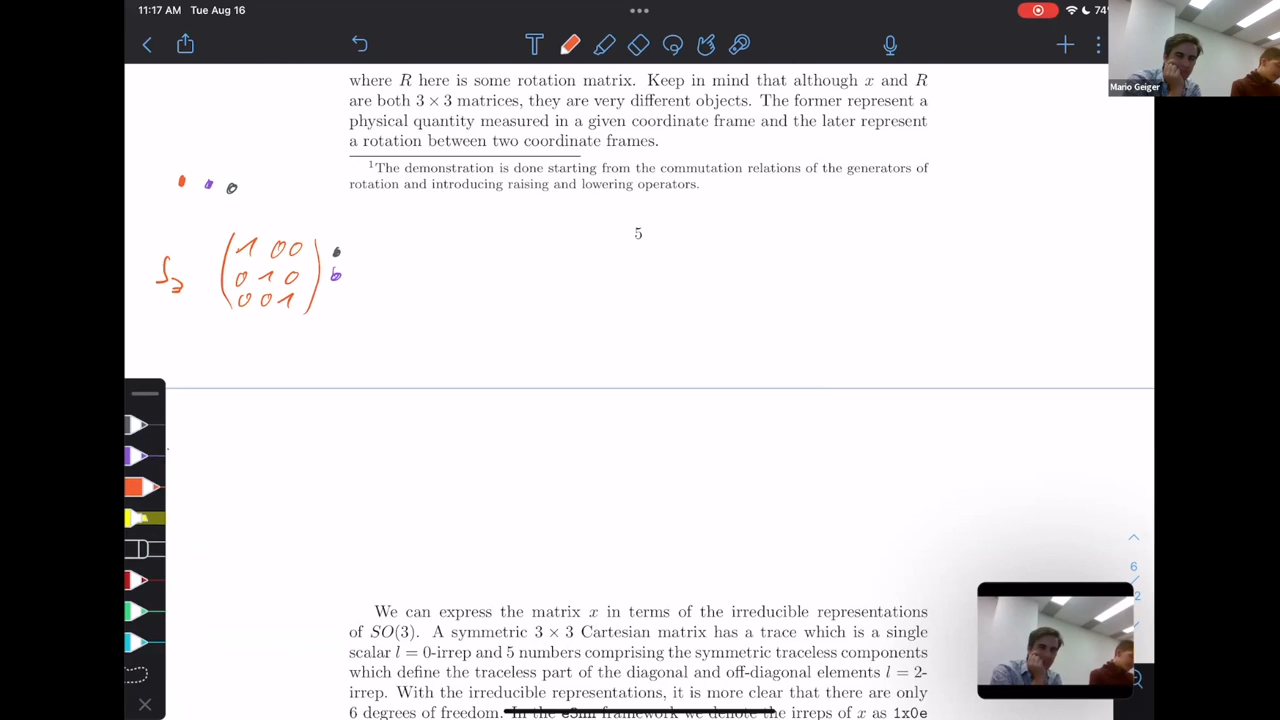 11:17 AM Tue Aug 16
where R here is some rotation matrix. Keep in mind that although x and R
are both 3 × 3 matrices, they are very different objects. The former represent a
physical quantity measured in a given coordinate frame and the later represent
a rotation between two coordinate frames.
1The demonstration is done starting from the commutation relations of the generators of
rotation and introducing raising and lowering operators.
5
S3
1 0 0
0 1 0
0 0 1
We can express the matrix x in terms of the irreducible representations
of SO(3). A symmetric 3 × 3 Cartesian matrix has a trace which is a single
scalar l = 0-irrep and 5 numbers comprising the symmetric traceless components
which define the traceless part of the diagonal and off-diagonal elements l = 2-
irrep. With the irreducible representations, it is more clear that there are only
6 degrees of freedom. In the e3nn framework we denote the irreps of x as 1x0e
Mario Geiger
6
2